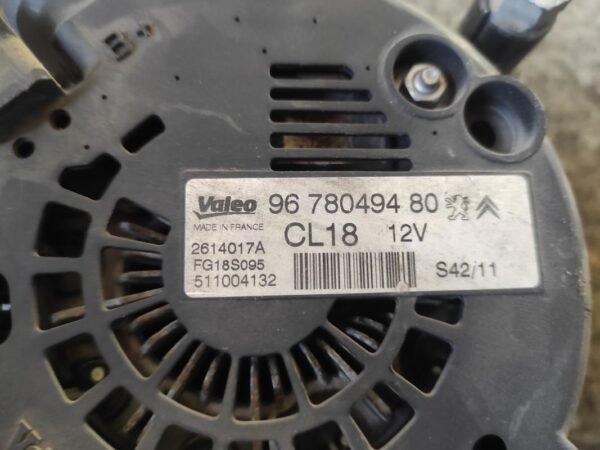 Valeo 96 780494 80
MADE IN FRANCE CL18 12V
2614017A
FG18S095 S42/11
511004132